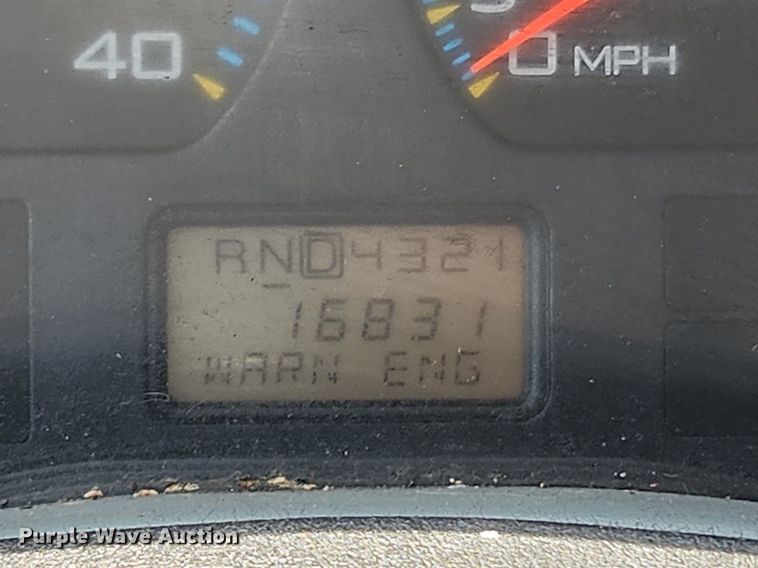 40
0 MPH
RND4321
16831
WARN ENG
Purple Wave Auction